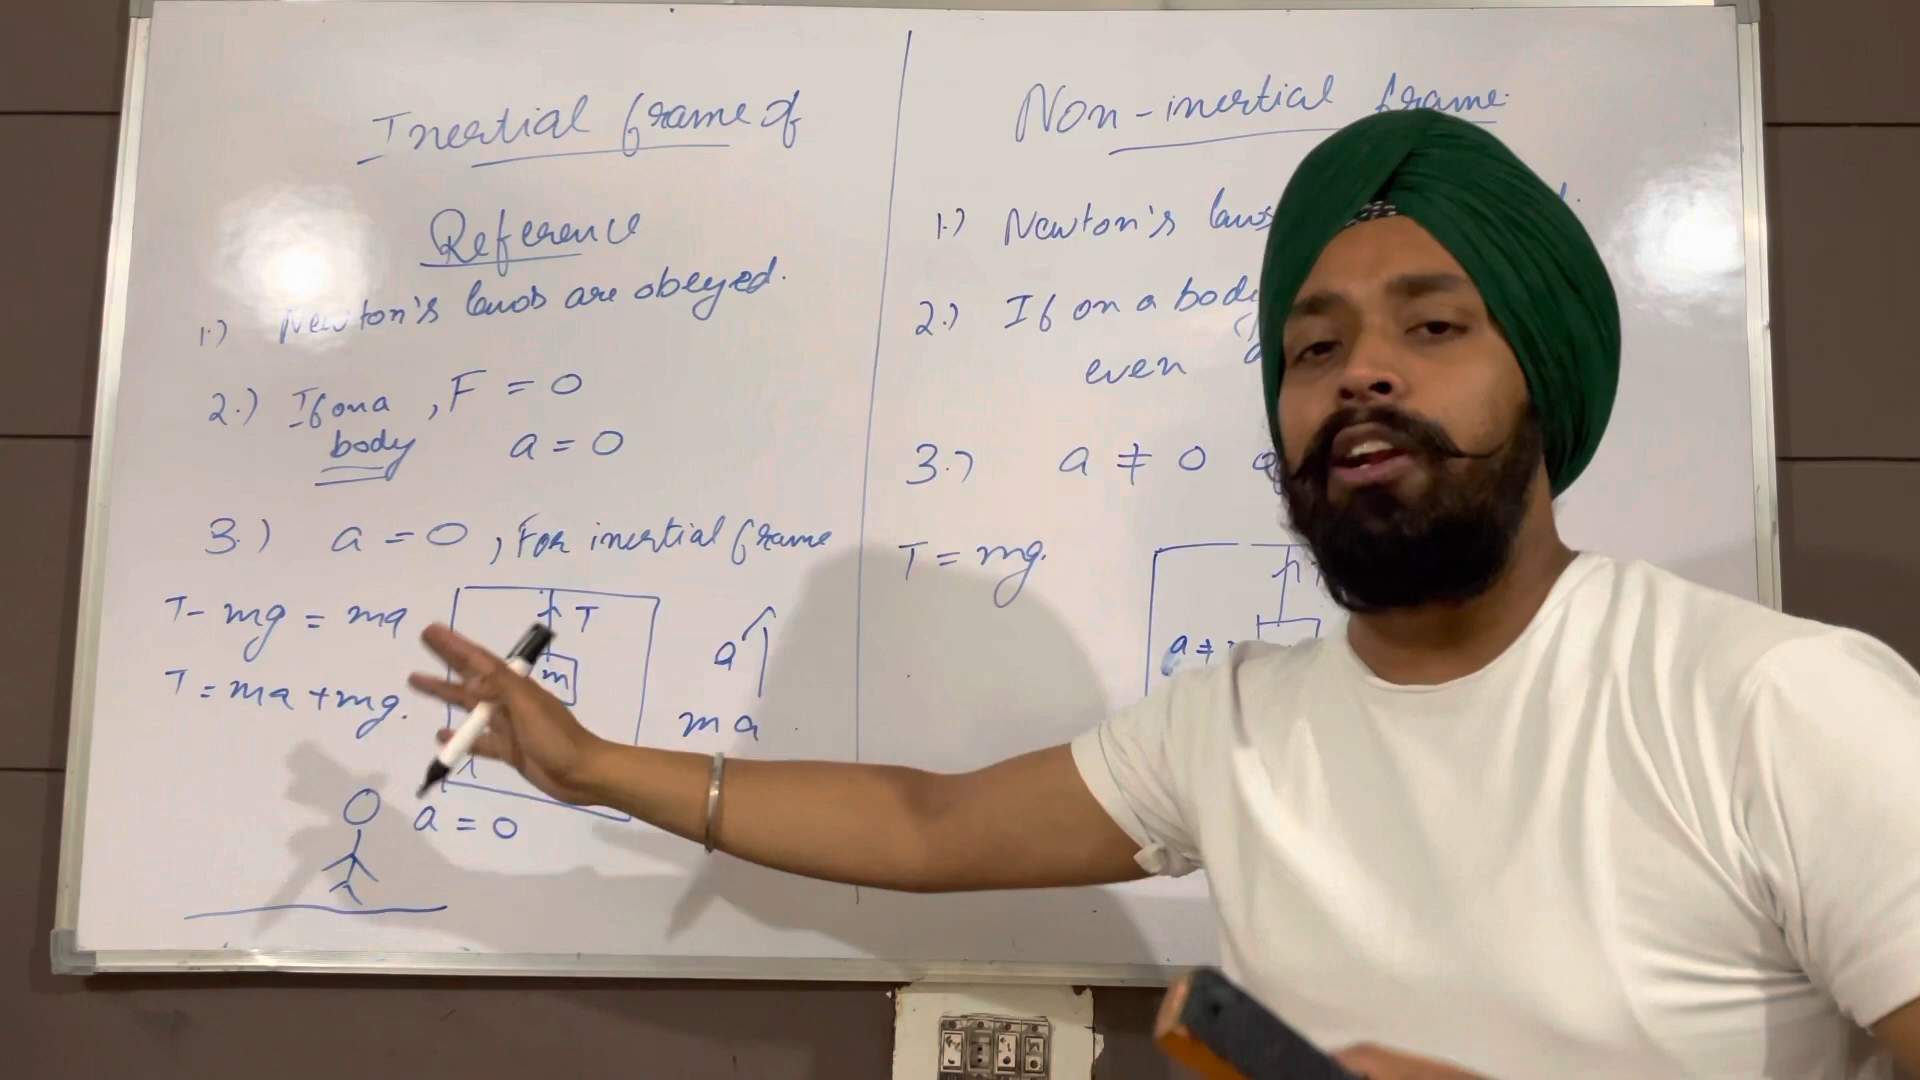 Inertial frame of
Reference
1.) Newton's laws are obeyed.
2.) If on a , F = 0
body a = 0
3.) a = 0 , For inertial frame
T - mg = ma
T = ma + mg.
T
m
a
ma
a = 0
Non-inertial frame.
1.) Newton's laws
2.) If on a body
even
3.) a ≠ 0
T = mg.
a ≠